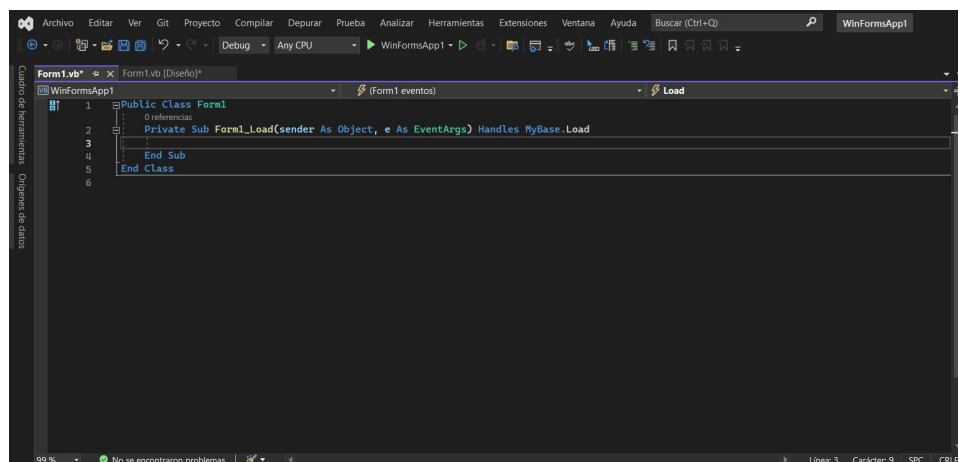 Archivo Editar Ver Git Proyecto Compilar Depurar Prueba Analizar Herramientas Extensiones Ventana Ayuda Buscar (Ctrl+Q) WinFormsApp1
Debug Any CPU WinFormsApp1
Cuadro de herramientas
Orígenes de datos
Form1.vb* Form1.vb [Diseño]*
VB WinFormsApp1 (Form1 eventos) Load
1 Public Class Form1
0 referencias
2 Private Sub Form1_Load(sender As Object, e As EventArgs) Handles MyBase.Load
3
4 End Sub
5 End Class
6
99 % No se encontraron problemas Línea: 3 Carácter: 9 SPC CRLF